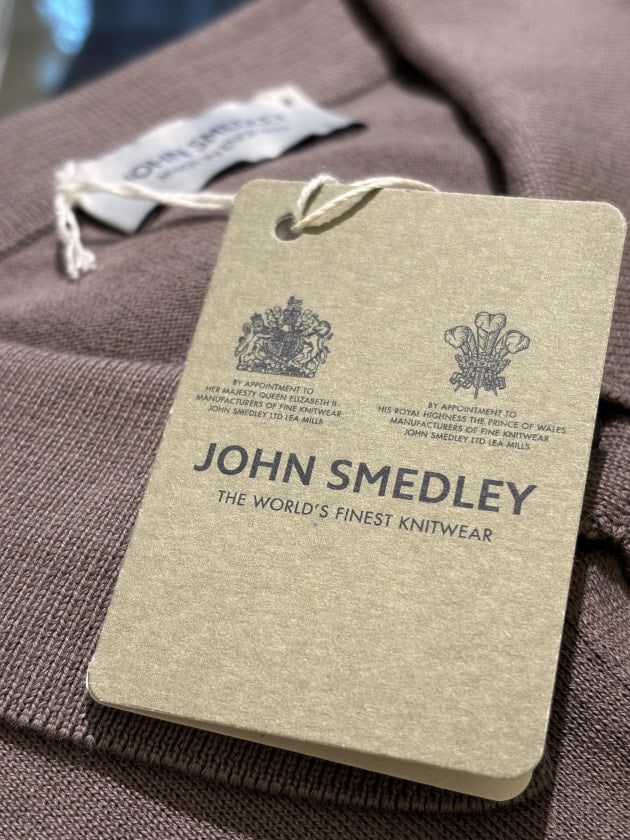 JOHN SMEDLEY
BY APPOINTMENT TO
HER MAJESTY QUEEN ELIZABETH II
MANUFACTURERS OF FINE KNITWEAR
JOHN SMEDLEY LTD LEA MILLS
BY APPOINTMENT TO
HIS ROYAL HIGHNESS THE PRINCE OF WALES
MANUFACTURERS OF FINE KNITWEAR
JOHN SMEDLEY LTD LEA MILLS
JOHN SMEDLEY
THE WORLD'S FINEST KNITWEAR